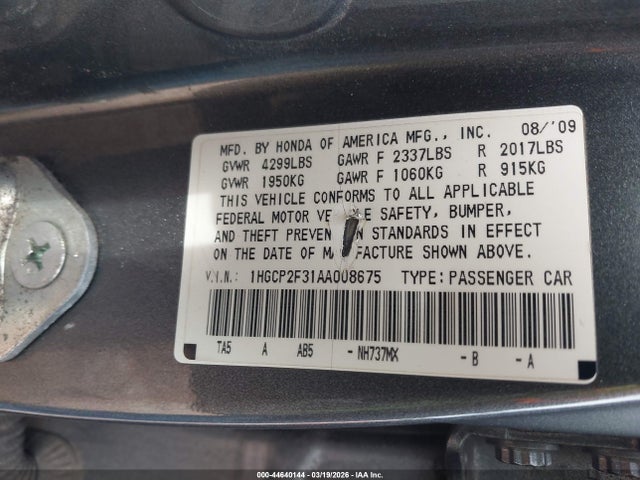 MFD. BY HONDA OF AMERICA MFG., INC. 08/'09
GVWR 4299LBS GAWR F 2337LBS R 2017LBS
GVWR 1950KG GAWR F 1060KG R 915KG
THIS VEHICLE CONFORMS TO ALL APPLICABLE
FEDERAL MOTOR SAFETY, BUMPER,
AND THEFT STANDARDS IN EFFECT
ON THE DATE OF SHOWN ABOVE.
V.I.N.: 1HGCP2F31AA008675 TYPE: PASSENGER CAR
TA5 A AB5 -NH737MX -B -A
000-44640144 - 03/19/2026 - IAA Inc.